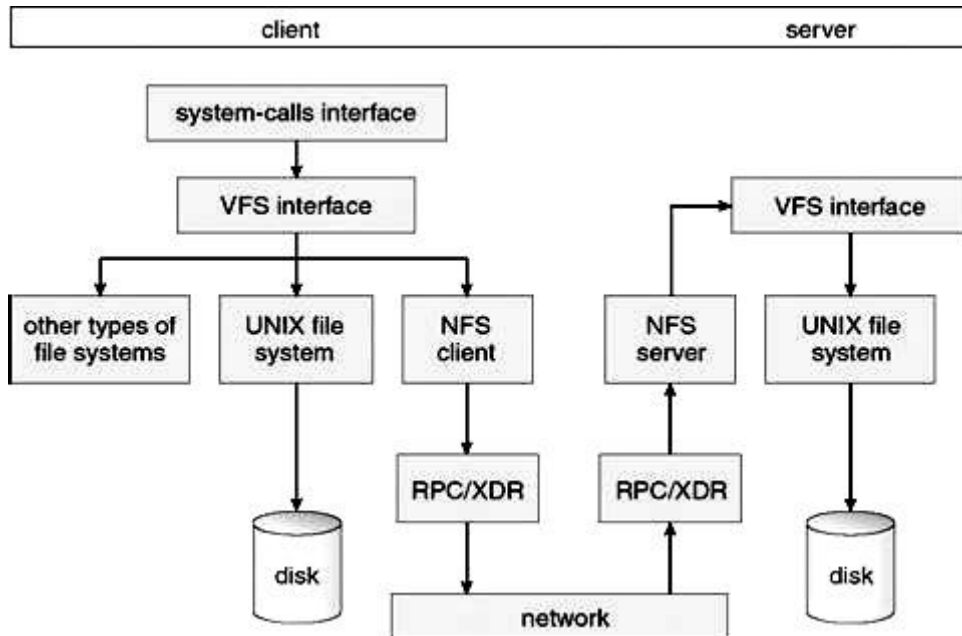 client
server
system-calls interface
VFS interface
VFS interface
other types of
file systems
UNIX file
system
NFS
client
NFS
server
UNIX file
system
RPC/XDR
RPC/XDR
disk
disk
network